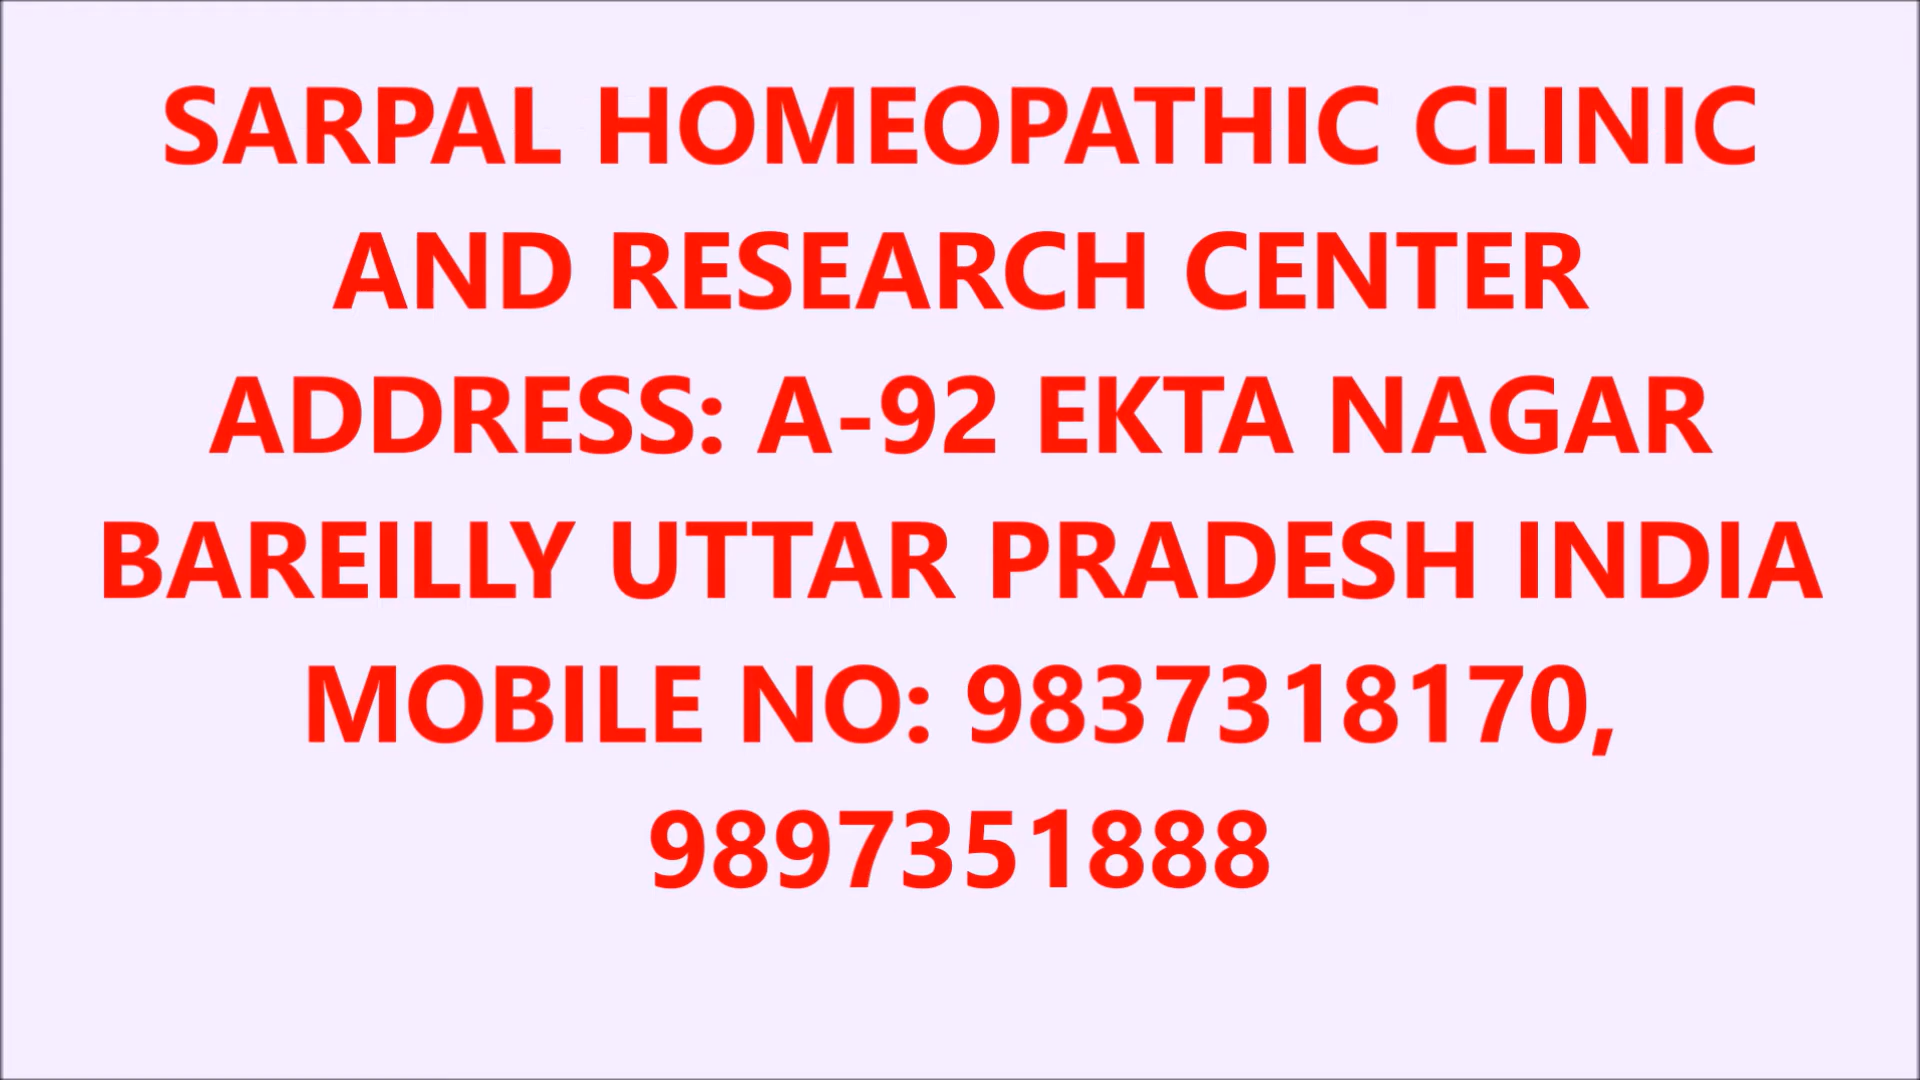 SARPAL HOMEOPATHIC CLINIC
AND RESEARCH CENTER
ADDRESS: A-92 EKTA NAGAR
BAREILLY UTTAR PRADESH INDIA
MOBILE NO: 9837318170,
9897351888